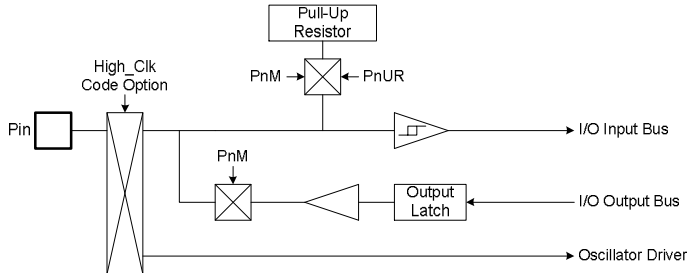 Pull-Up
Resistor
High_Clk
Code Option
PnM
PnUR
Pin
I/O Input Bus
PnM
Output
Latch
I/O Output Bus
Oscillator Driver